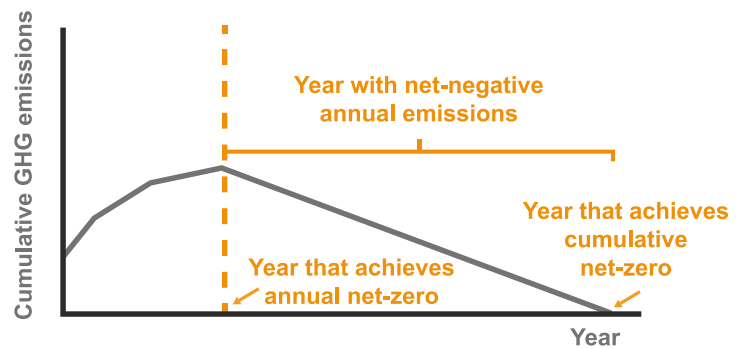 Cumulative GHG emissions
Year with net-negative
annual emissions
Year that achieves
cumulative
net-zero
Year that achieves
annual net-zero
Year